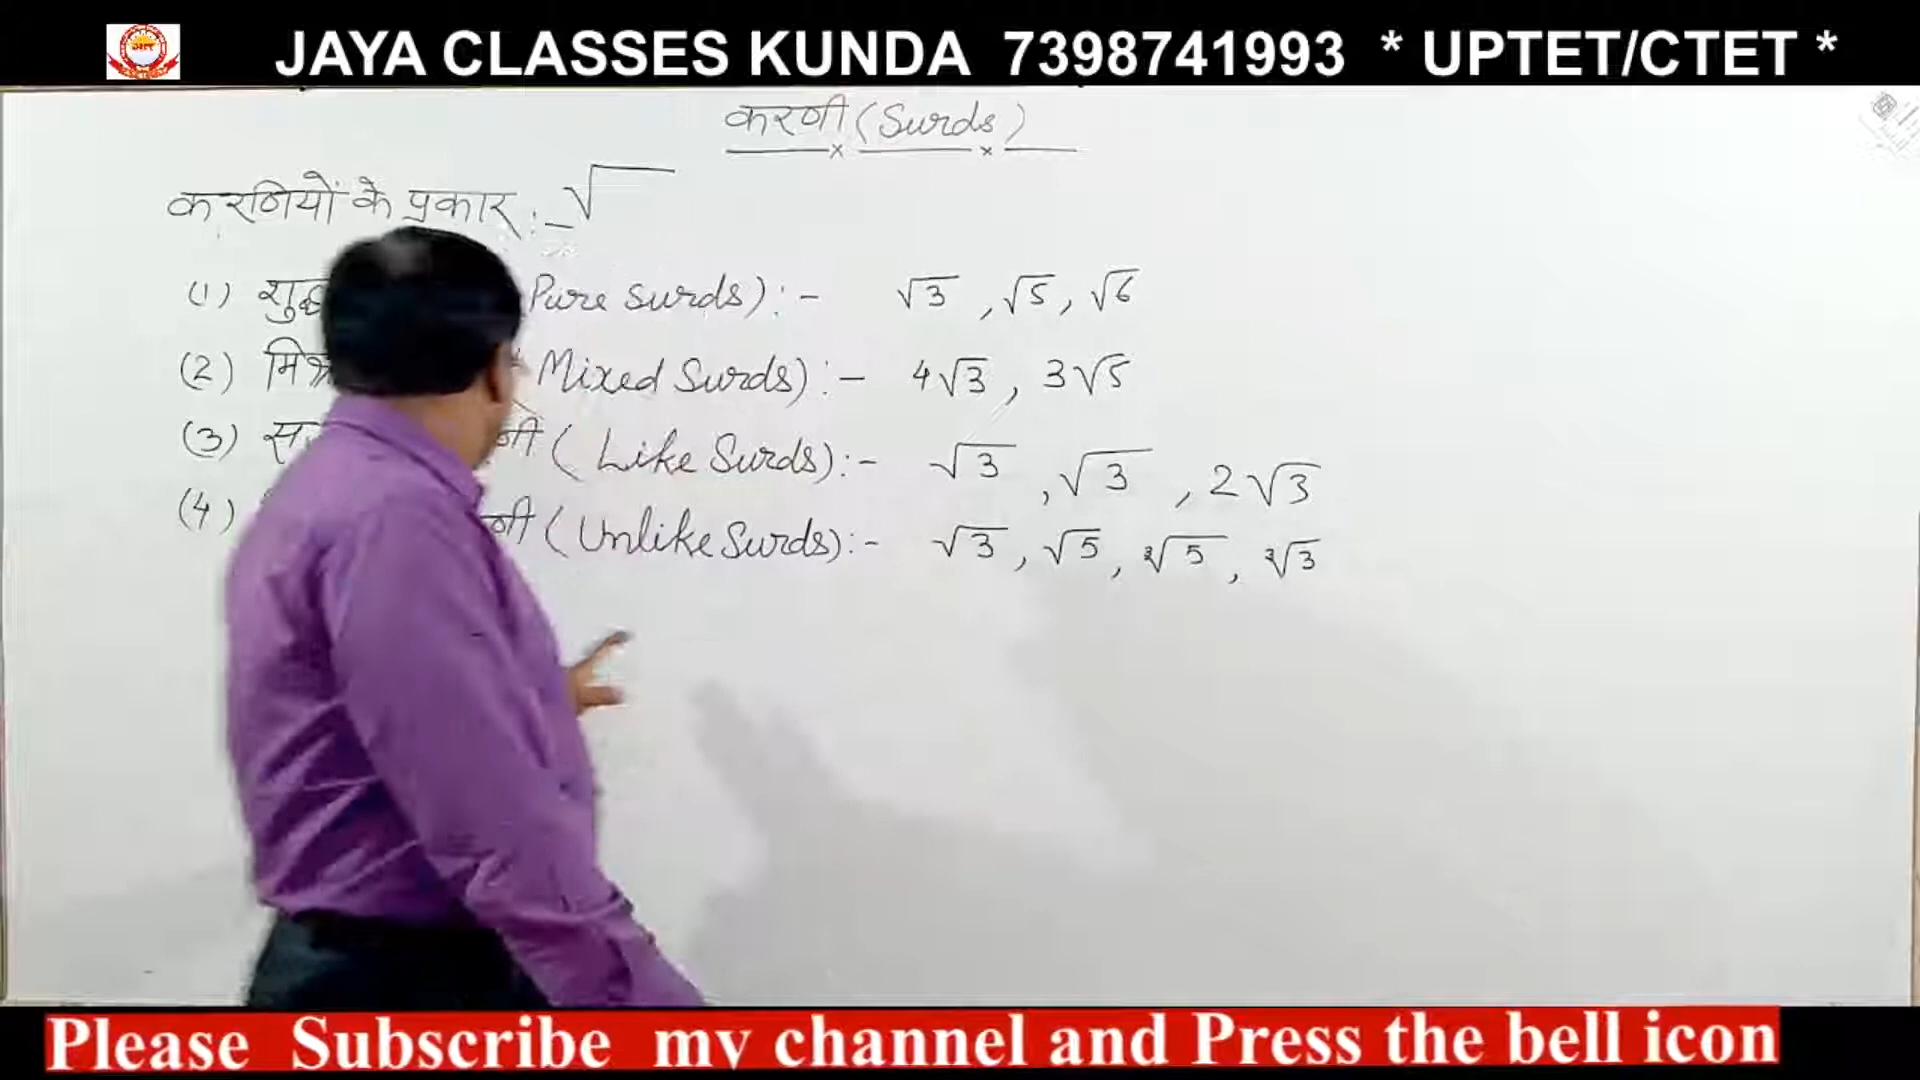 JAYA CLASSES KUNDA 7398741993 * UPTET/CTET *
करणी (Surds)
करणियों के प्रकार :- √
(1) शुद्ध Pure Surds) :- √3 , √5, √6
(2) Mixed Surds) :- 4√3 , 3√5
(3) (Like Surds) :- √3 , √3 , 2√3
(4) (Unlike Surds) :- √3 , √5 , ∛5 , ∛3
Please Subscribe my channel and Press the bell icon